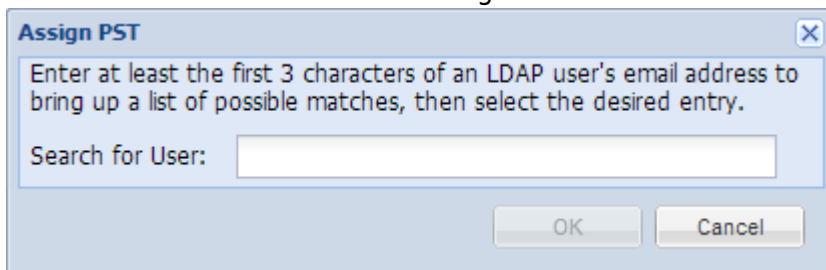 Assign PST
Enter at least the first 3 characters of an LDAP user's email address to
bring up a list of possible matches, then select the desired entry.
Search for User:
OK
Cancel